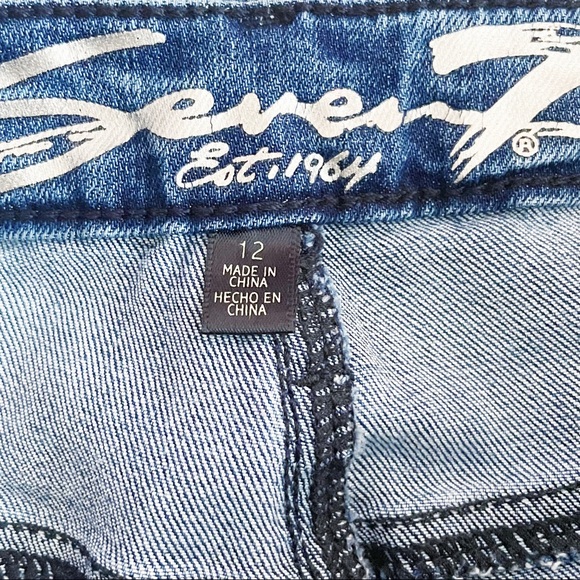 Seven7
®
Est. 1964
12
MADE IN
CHINA
HECHO EN
CHINA